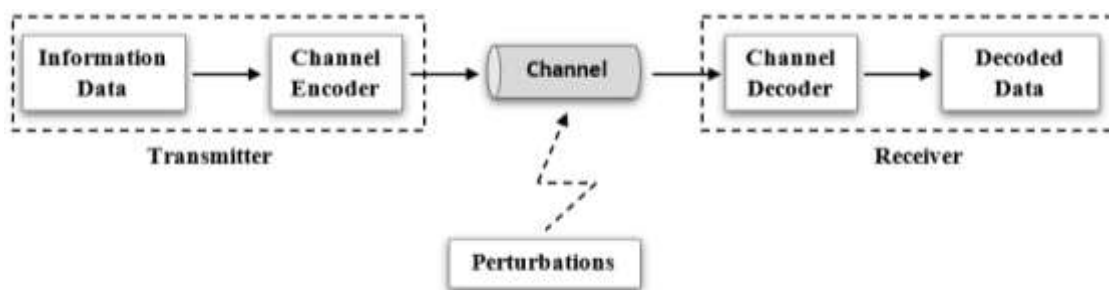 Information
Data
Channel
Encoder
Channel
Channel
Decoder
Decoded
Data
Transmitter
Receiver
Perturbations